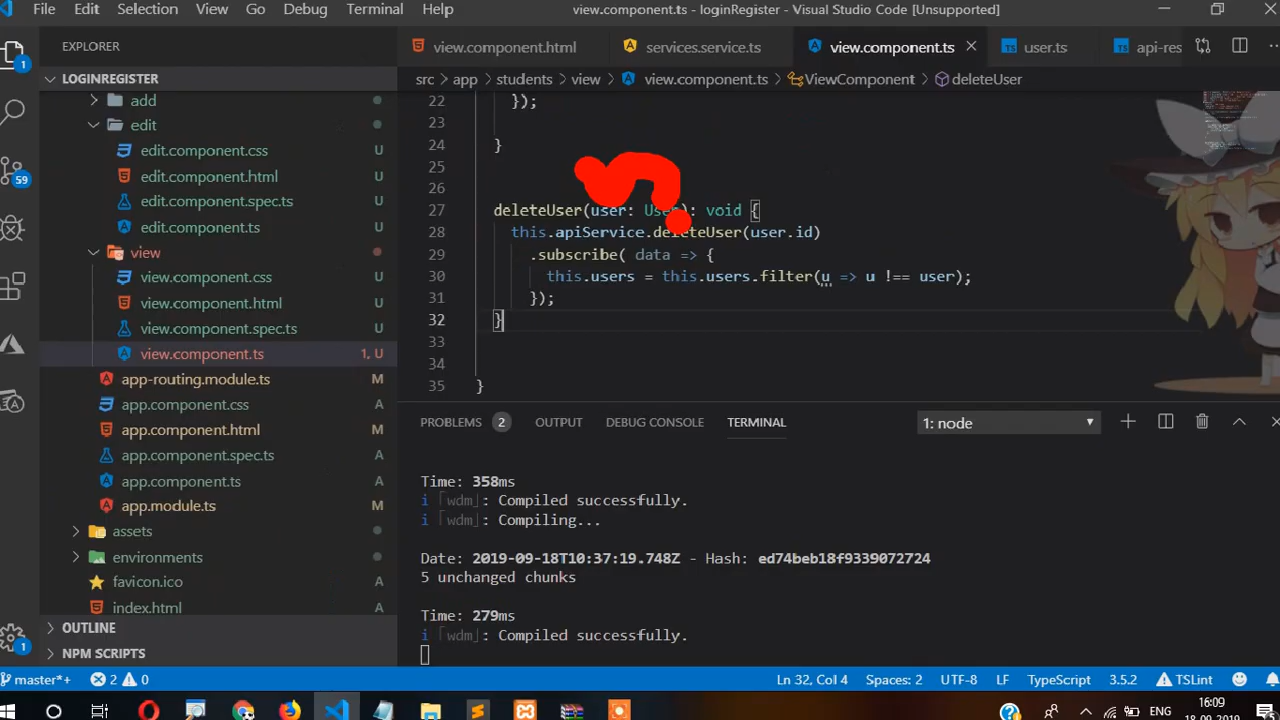 File Edit Selection View Go Debug Terminal Help view.component.ts - loginRegister - Visual Studio Code [Unsupported]
EXPLORER
view.component.html services.service.ts view.component.ts user.ts api-res
src > app > students > view > view.component.ts > ViewComponent > deleteUser
1
59
1
LOGINREGISTER
add
edit
edit.component.css U
edit.component.html U
edit.component.spec.ts U
edit.component.ts U
view
view.component.css U
view.component.html U
view.component.spec.ts U
view.component.ts 1, U
app-routing.module.ts M
app.component.css A
app.component.html M
app.component.spec.ts A
app.component.ts A
app.module.ts M
assets
environments
favicon.ico A
index.html A
OUTLINE
NPM SCRIPTS
22 });
23
24 }
25
26
27 deleteUser(user: User): void {
28 this.apiService.deleteUser(user.id)
29 .subscribe( data => {
30 this.users = this.users.filter(u => u !== user);
31 });
32 }
33
34
35 }
PROBLEMS 2 OUTPUT DEBUG CONSOLE TERMINAL 1: node
Time: 358ms
i ｢wdm｣: Compiled successfully.
i ｢wdm｣: Compiling...
Date: 2019-09-18T10:37:19.748Z - Hash: ed74beb18f9339072724
5 unchanged chunks
Time: 279ms
i ｢wdm｣: Compiled successfully.
master*+ 2 0 Ln 32, Col 4 Spaces: 2 UTF-8 LF TypeScript 3.5.2 TSLint
ENG 16:09